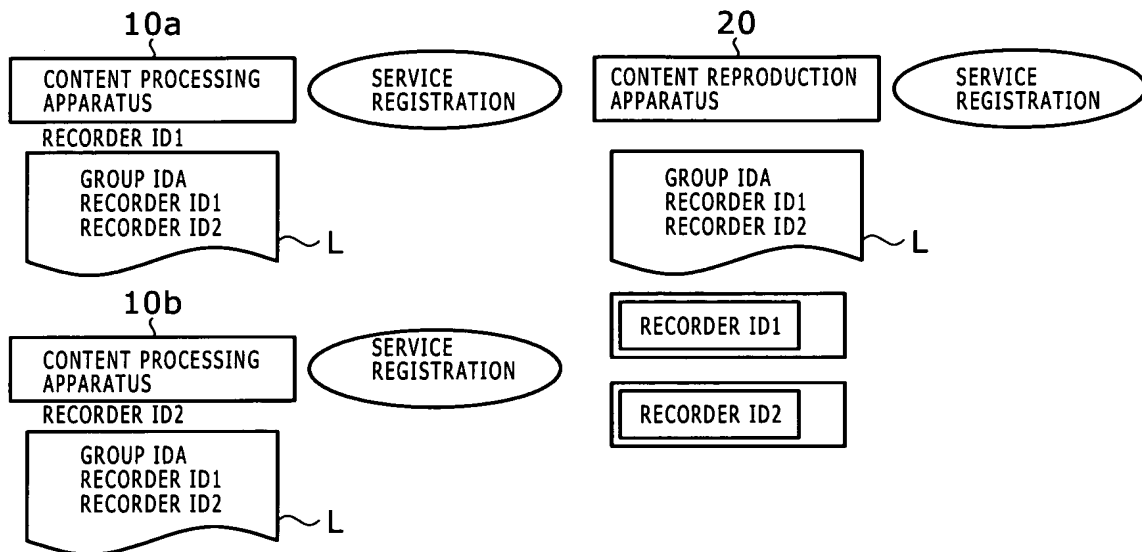 10a
CONTENT PROCESSING
APPARATUS
SERVICE
REGISTRATION
RECORDER ID1
GROUP IDA
RECORDER ID1
RECORDER ID2
L
10b
CONTENT PROCESSING
APPARATUS
SERVICE
REGISTRATION
RECORDER ID2
GROUP IDA
RECORDER ID1
RECORDER ID2
L
20
CONTENT REPRODUCTION
APPARATUS
SERVICE
REGISTRATION
GROUP IDA
RECORDER ID1
RECORDER ID2
L
RECORDER ID1
RECORDER ID2